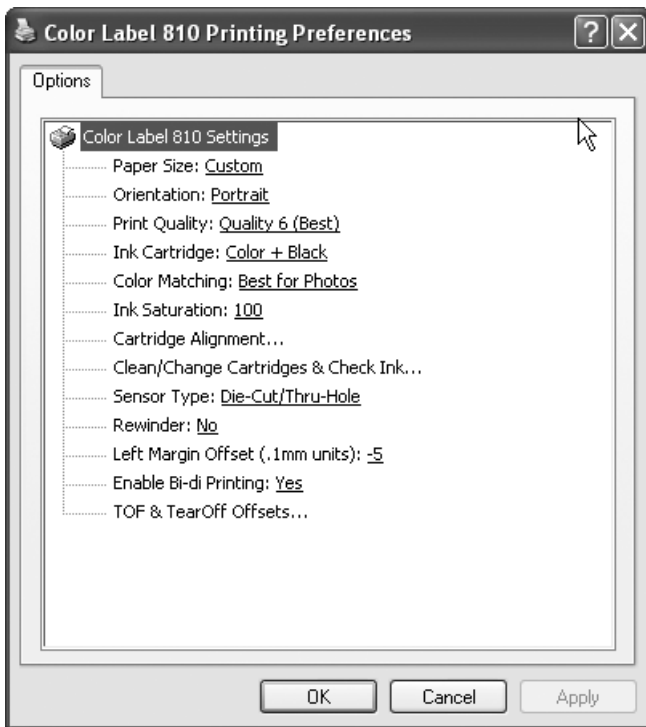 Color Label 810 Printing Preferences
Options
Color Label 810 Settings
Paper Size: Custom
Orientation: Portrait
Print Quality: Quality 6 (Best)
Ink Cartridge: Color + Black
Color Matching: Best for Photos
Ink Saturation: 100
Cartridge Alignment...
Clean/Change Cartridges & Check Ink...
Sensor Type: Die-Cut/Thru-Hole
Rewinder: No
Left Margin Offset (.1mm units): -5
Enable Bi-di Printing: Yes
TOF & TearOff Offsets...
OK Cancel Apply